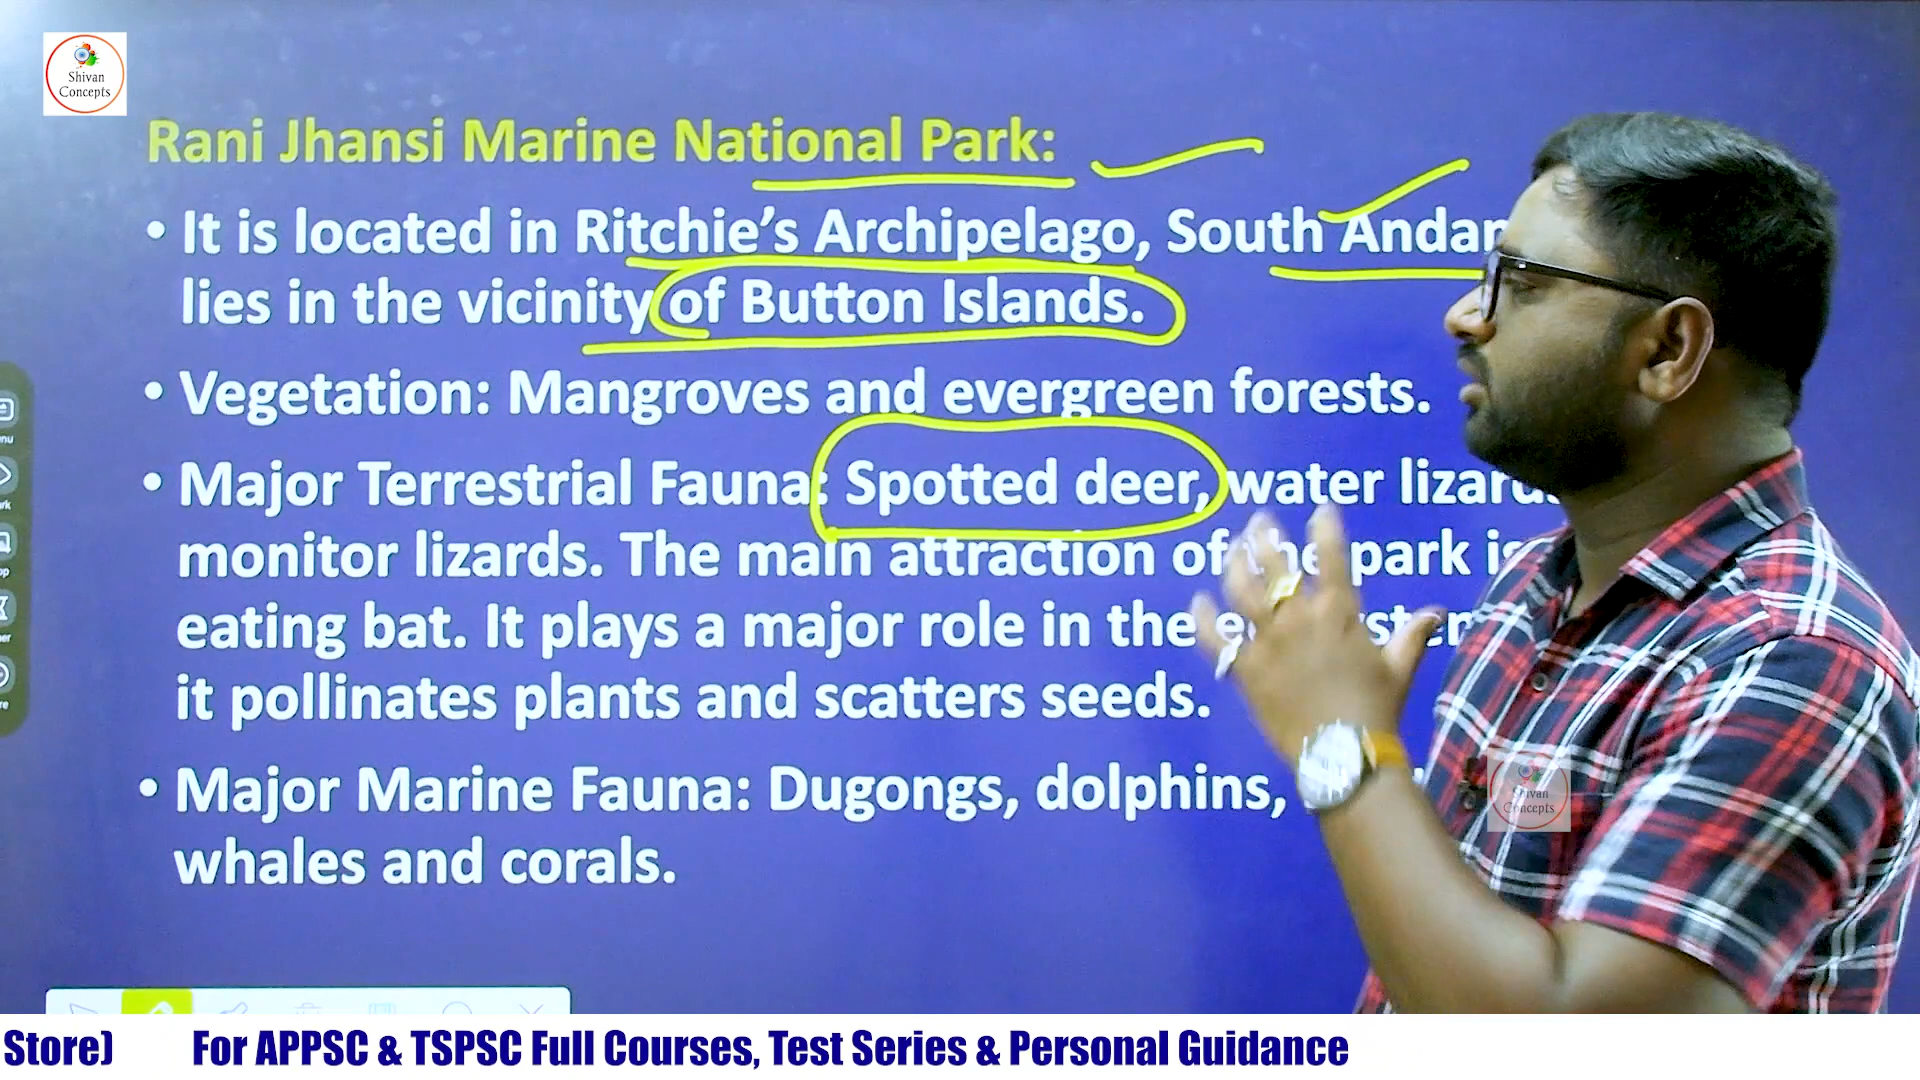 Shivan
Concepts
Rani Jhansi Marine National Park:
• It is located in Ritchie's Archipelago, South
lies in the vicinity of Button Islands.
• Vegetation: Mangroves and evergreen forests.
• Major Terrestrial Fauna: Spotted deer, water
monitor lizards. The main attraction of the park is
eating bat. It plays a major role in the
it pollinates plants and scatters seeds.
• Major Marine Fauna: Dugongs, dolphins,
whales and corals.
Shivan
Concepts
Store) For APPSC & TSPSC Full Courses, Test Series & Personal Guidance